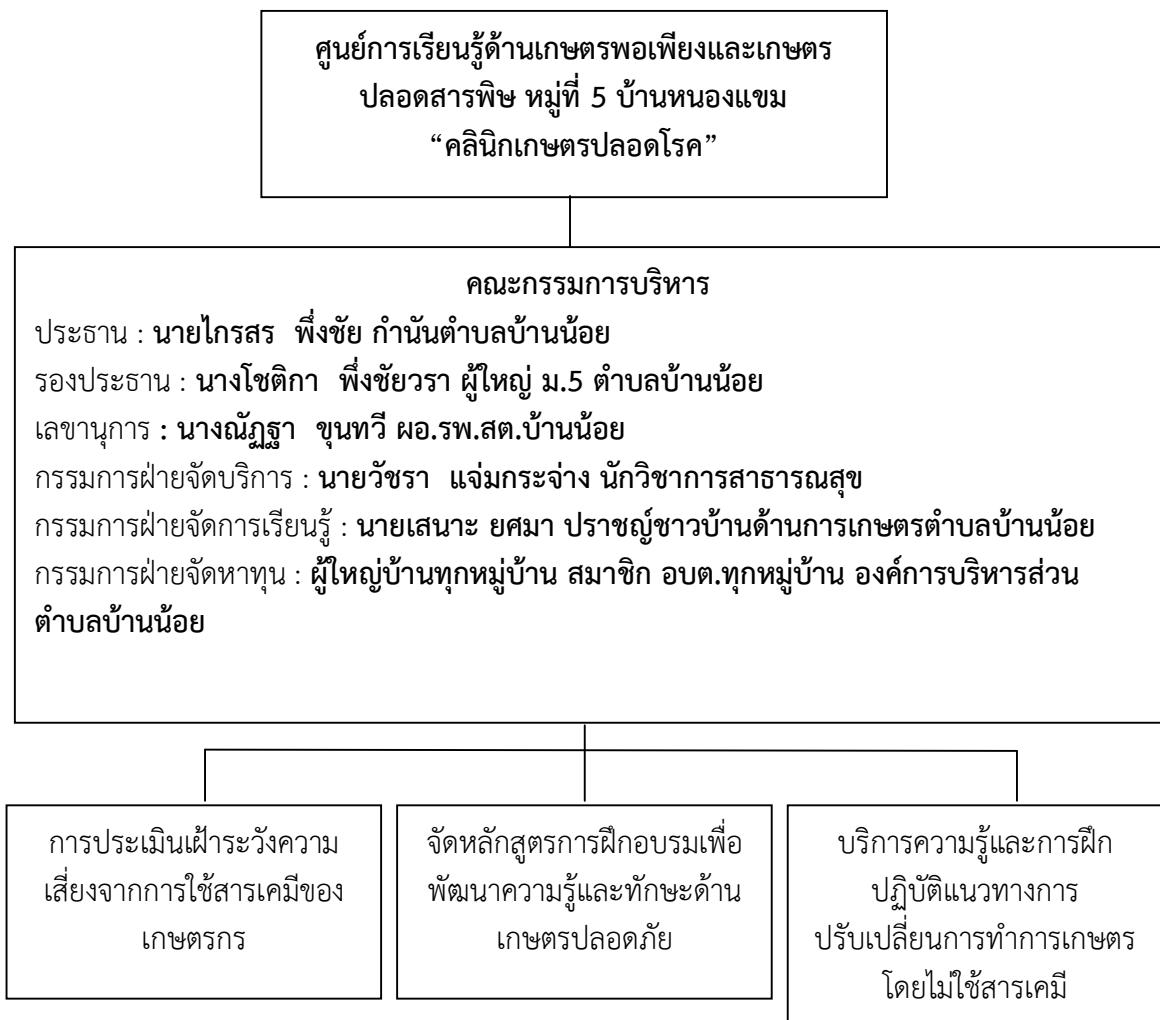 ศูนย์การเรียนรู้ด้านเกษตรพอเพียงและเกษตร
ปลอดสารพิษ หมู่ที่ 5 บ้านหนองแขม
“คลินิกเกษตรปลอดโรค”
คณะกรรมการบริหาร
ประธาน : นายไกรสร พึ่งชัย กำนันตำบลบ้านน้อย
รองประธาน : นางโชติกา พึ่งชัยวรา ผู้ใหญ่ ม.5 ตำบลบ้านน้อย
เลขานุการ : นางณัฏฐา ขุนทวี ผอ.รพ.สต.บ้านน้อย
กรรมการฝ่ายจัดบริการ : นายวัชรา แจ่มกระจ่าง นักวิชาการสาธารณสุข
กรรมการฝ่ายจัดการเรียนรู้ : นายเสนาะ ยศมา ปราชญ์ชาวบ้านด้านการเกษตรตำบลบ้านน้อย
กรรมการฝ่ายจัดหาทุน : ผู้ใหญ่บ้านทุกหมู่บ้าน สมาชิก อบต.ทุกหมู่บ้าน องค์การบริหารส่วน
ตำบลบ้านน้อย
การประเมินเฝ้าระวังความ
เสี่ยงจากการใช้สารเคมีของ
เกษตรกร
จัดหลักสูตรการฝึกอบรมเพื่อ
พัฒนาความรู้และทักษะด้าน
เกษตรปลอดภัย
บริการความรู้และการฝึก
ปฏิบัติแนวทางการ
ปรับเปลี่ยนการทำการเกษตร
โดยไม่ใช้สารเคมี